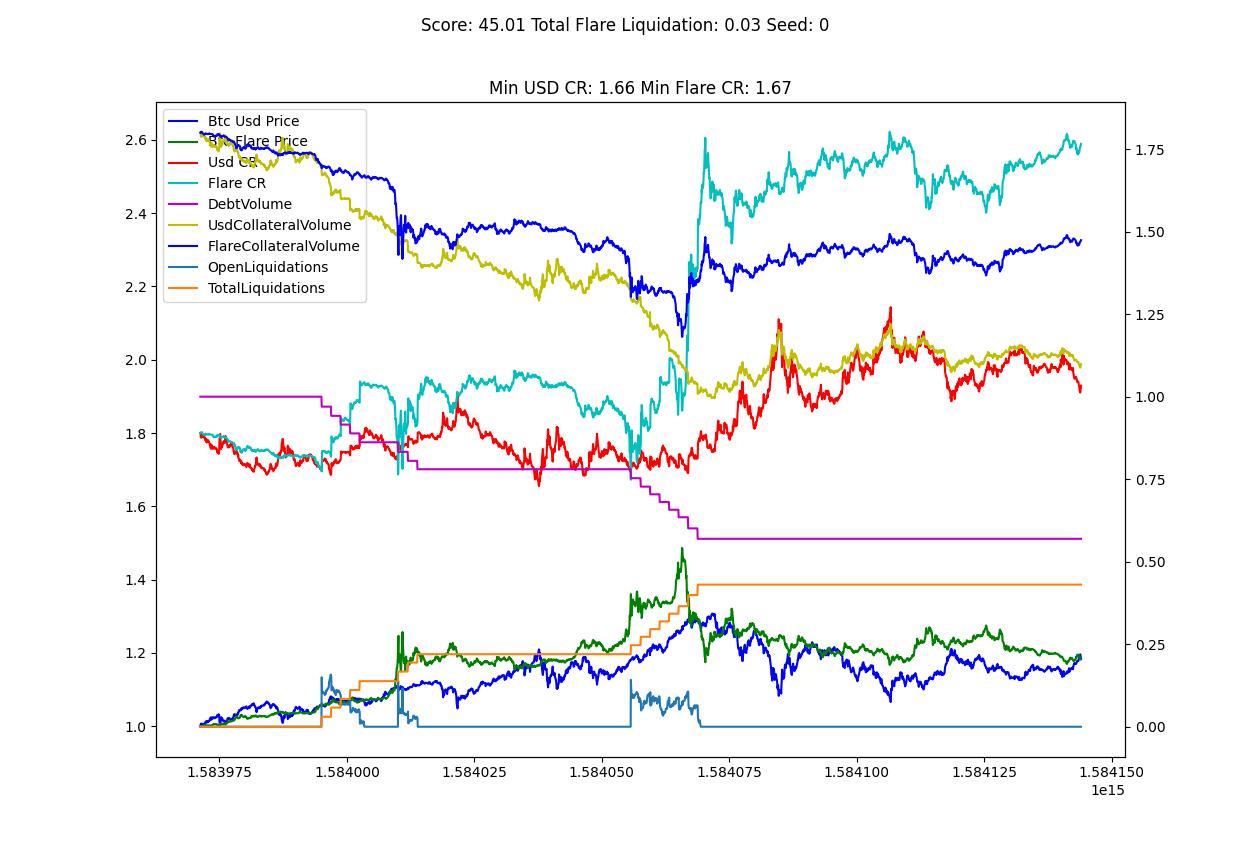 Score: 45.01 Total Flare Liquidation: 0.03 Seed: 0
Min USD CR: 1.66 Min Flare CR: 1.67
Btc Usd Price
Btc Flare Price
Usd CR
Flare CR
DebtVolume
UsdCollateralVolume
FlareCollateralVolume
OpenLiquidations
TotalLiquidations
2.6
2.4
2.2
2.0
1.8
1.6
1.4
1.2
1.0
1.75
1.50
1.25
1.00
0.75
0.50
0.25
0.00
1.583975 1.584000 1.584025 1.584050 1.584075 1.584100 1.584125 1.584150
1e15